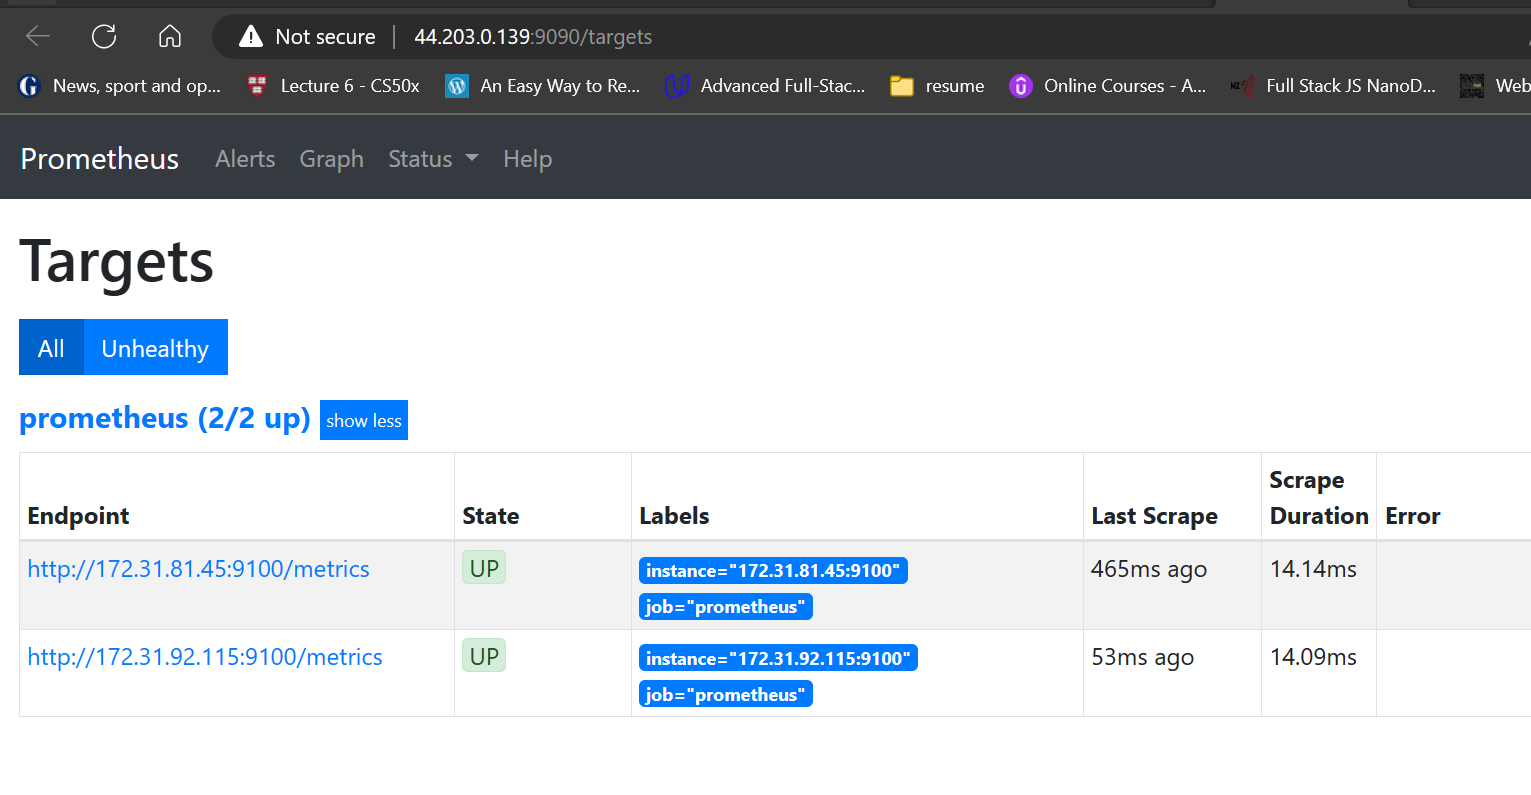 Not secure | 44.203.0.139:9090/targets
News, sport and op... Lecture 6 - CS50x An Easy Way to Re... Advanced Full-Stac... resume Online Courses - A... Full Stack JS NanoD... Web
Prometheus Alerts Graph Status Help
Targets
All Unhealthy
prometheus (2/2 up) show less
Endpoint State Labels Last Scrape Scrape Duration Error
http://172.31.81.45:9100/metrics UP instance="172.31.81.45:9100" 465ms ago 14.14ms
job="prometheus"
http://172.31.92.115:9100/metrics UP instance="172.31.92.115:9100" 53ms ago 14.09ms
job="prometheus"